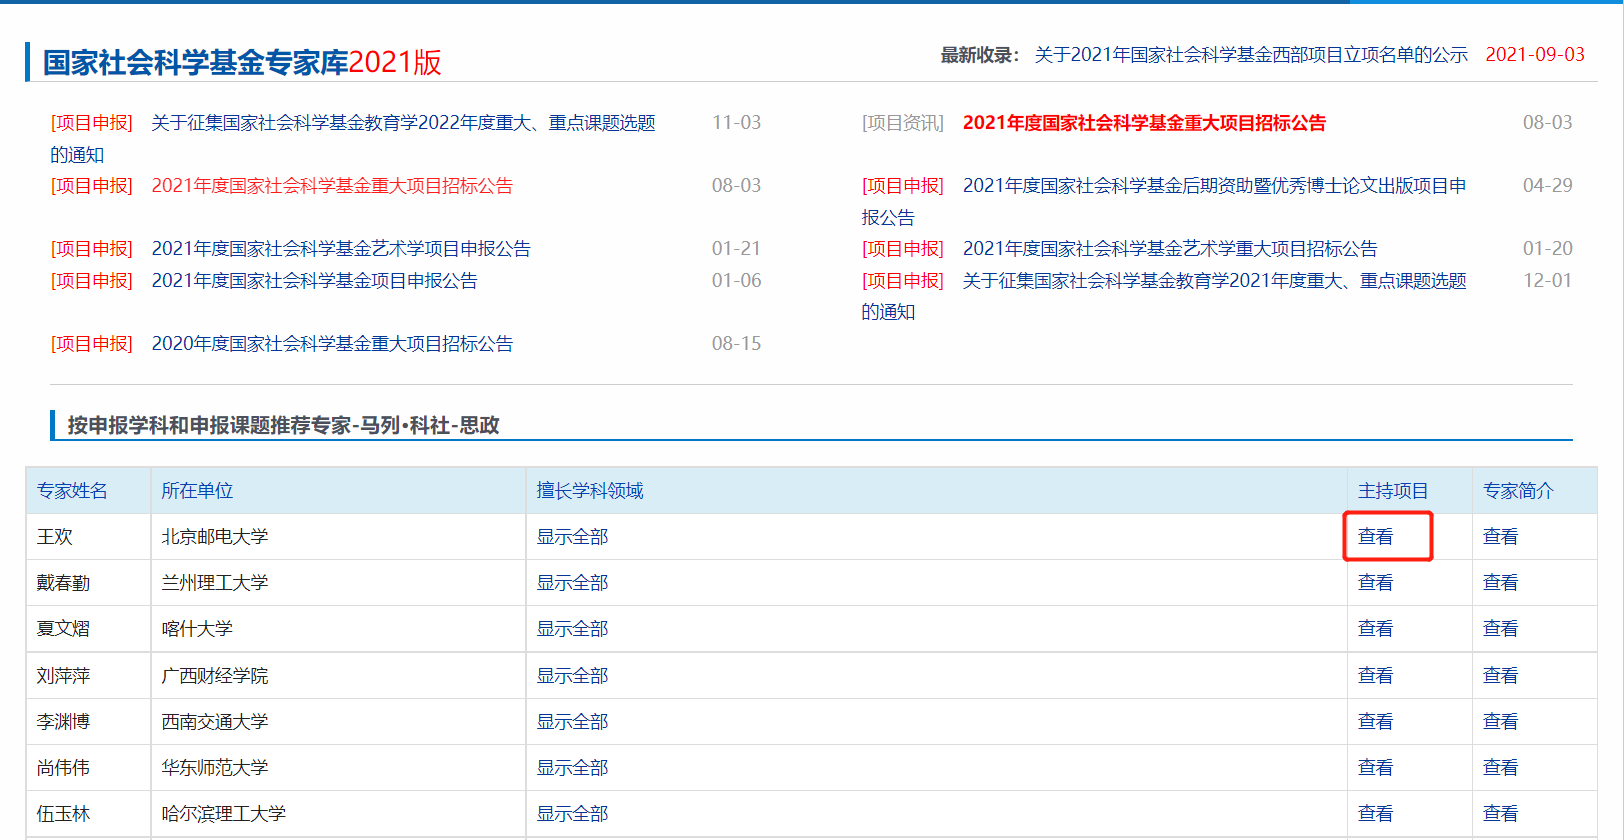 国家社会科学基金专家库2021版
最新收录： 关于2021年国家社会科学基金西部项目立项名单的公示 2021-09-03
[项目申报] 关于征集国家社会科学基金教育学2022年度重大、重点课题选题 11-03
的通知
[项目资讯] 2021年度国家社会科学基金重大项目招标公告 08-03
[项目申报] 2021年度国家社会科学基金重大项目招标公告 08-03
[项目申报] 2021年度国家社会科学基金后期资助暨优秀博士论文出版项目申 04-29
报公告
[项目申报] 2021年度国家社会科学基金艺术学项目申报公告 01-21
[项目申报] 2021年度国家社会科学基金艺术学重大项目招标公告 01-20
[项目申报] 2021年度国家社会科学基金项目申报公告 01-06
[项目申报] 关于征集国家社会科学基金教育学2021年度重大、重点课题选题 12-01
的通知
[项目申报] 2020年度国家社会科学基金重大项目招标公告 08-15
按申报学科和申报课题推荐专家-马列•科社-思政
专家姓名 所在单位 擅长学科领域 主持项目 专家简介
王欢 北京邮电大学 显示全部 查看 查看
戴春勤 兰州理工大学 显示全部 查看 查看
夏文熠 喀什大学 显示全部 查看 查看
刘萍萍 广西财经学院 显示全部 查看 查看
李渊博 西南交通大学 显示全部 查看 查看
尚伟伟 华东师范大学 显示全部 查看 查看
伍玉林 哈尔滨理工大学 显示全部 查看 查看